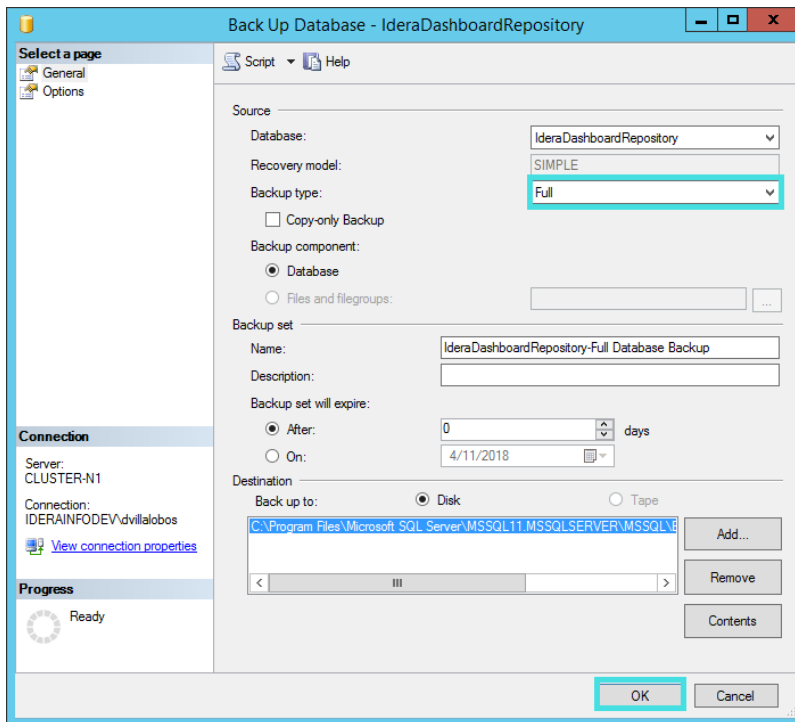 Back Up Database - IderaDashboardRepository
Select a page
General
Options
Script
Help
Source
Database:
IderaDashboardRepository
Recovery model:
SIMPLE
Backup type:
Full
Copy-only Backup
Backup component:
Database
Files and filegroups:
...
Backup set
Name:
IderaDashboardRepository-Full Database Backup
Description:
Backup set will expire:
After:
0
days
On:
4/11/2018
Destination
Back up to:
Disk
Tape
C:\Program Files\Microsoft SQL Server\MSSQL11.MSSQLSERVER\MSSQL\
Add...
Remove
Contents
Connection
Server:
CLUSTER-N1
Connection:
IDERAINFODEV\dvillalobos
View connection properties
Progress
Ready
OK
Cancel